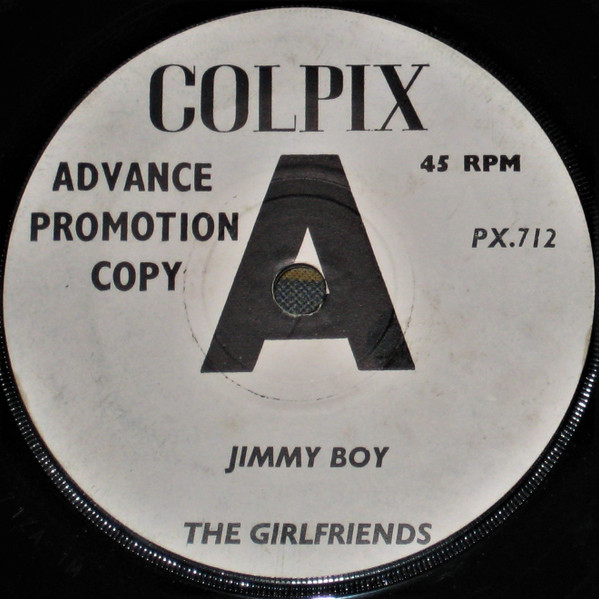 COLPIX
ADVANCE
PROMOTION
COPY
A
45 RPM
PX.712
JIMMY BOY
THE GIRLFRIENDS